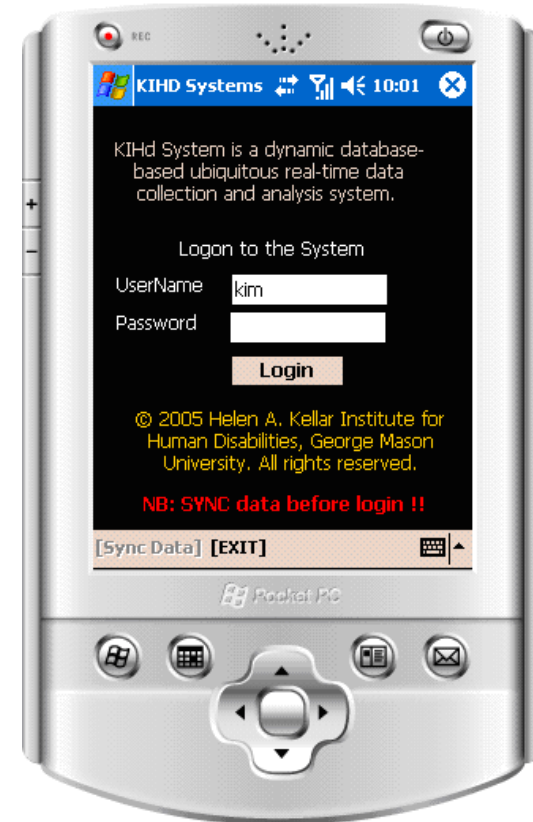 REC
KIHD Systems 10:01
KIHd System is a dynamic database-
based ubiquitous real-time data
collection and analysis system.
Logon to the System
UserName kim
Password
Login
© 2005 Helen A. Kellar Institute for
Human Disabilities, George Mason
University. All rights reserved.
NB: SYNC data before login !!
[Sync Data] [EXIT]
Pocket PC